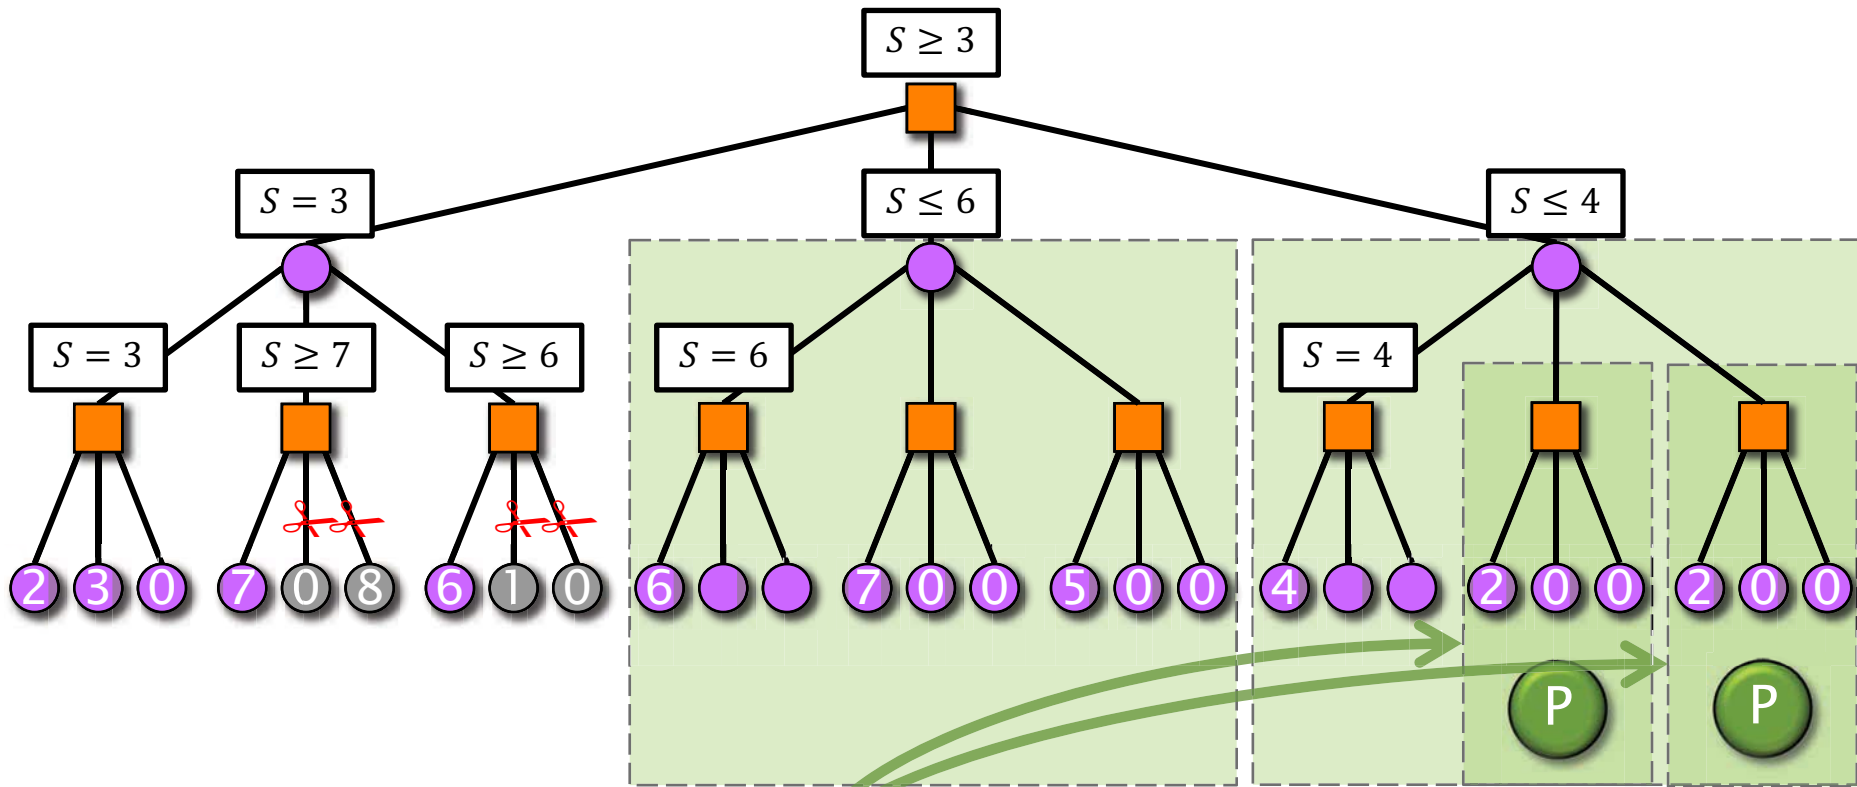 S ≥ 3
S = 3 S ≤ 6 S ≤ 4
S = 3 S ≥ 7 S ≥ 6 S = 6 S = 4
2 3 0 7 0 8 6 1 0 6 7 0 0 5 0 0 4 2 0 0 2 0 0
P P